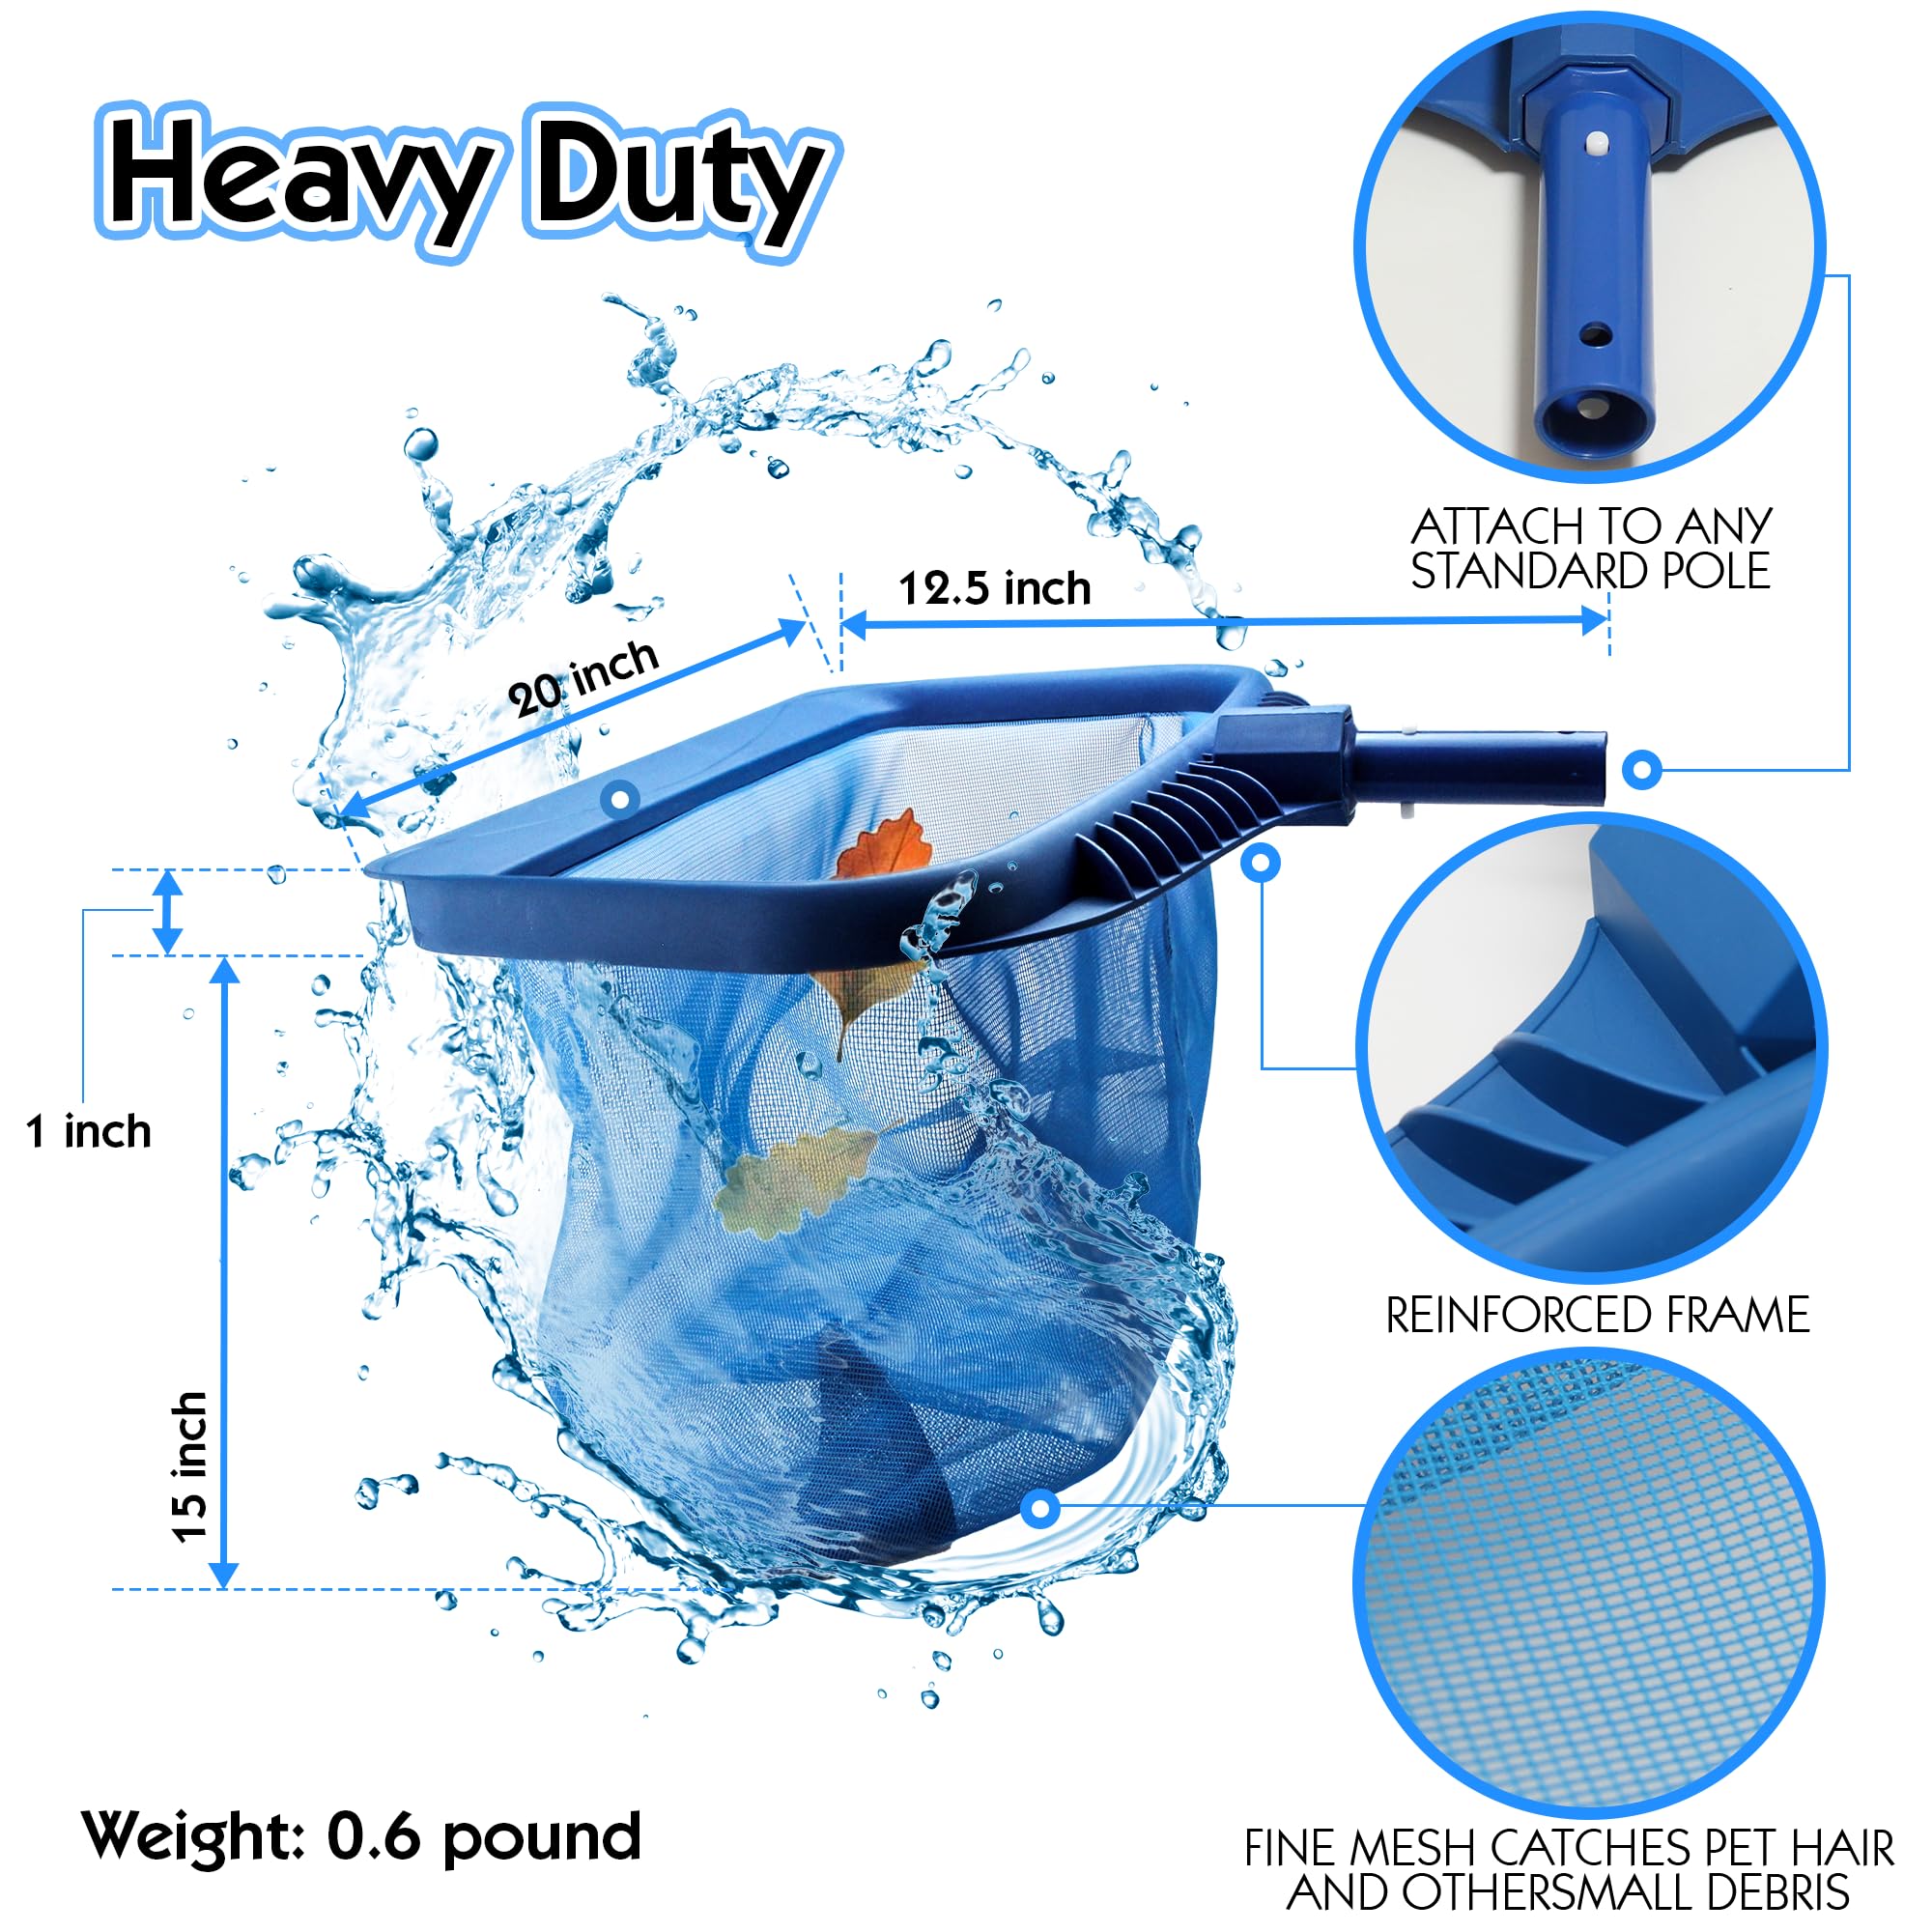 Heavy Duty
ATTACH TO ANY
STANDARD POLE
12.5 inch
20 inch
1 inch
REINFORCED FRAME
15 inch
Weight: 0.6 pound
FINE MESH CATCHES PET HAIR
AND OTHERSMALL DEBRIS